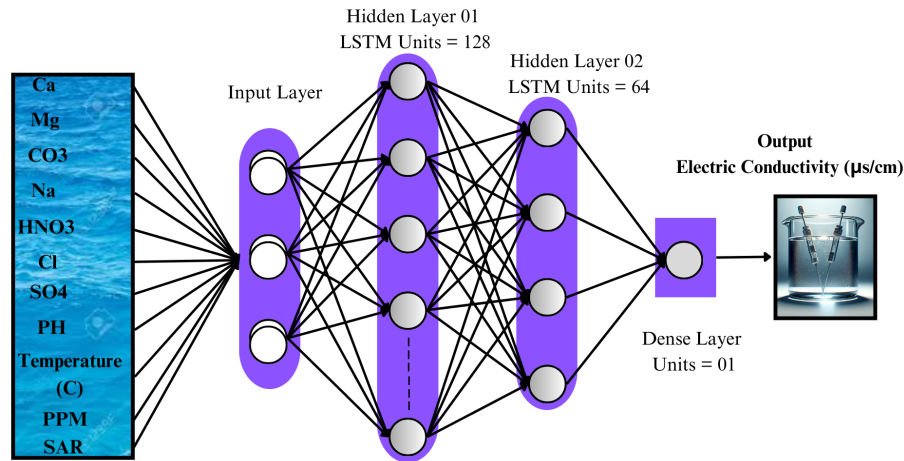 Hidden Layer 01
LSTM Units = 128
Hidden Layer 02
LSTM Units = 64
Input Layer
Ca
Mg
CO3
Na
HNO3
Cl
SO4
PH
Temperature
(C)
PPM
SAR
Output
Electric Conductivity (µs/cm)
Dense Layer
Units = 01